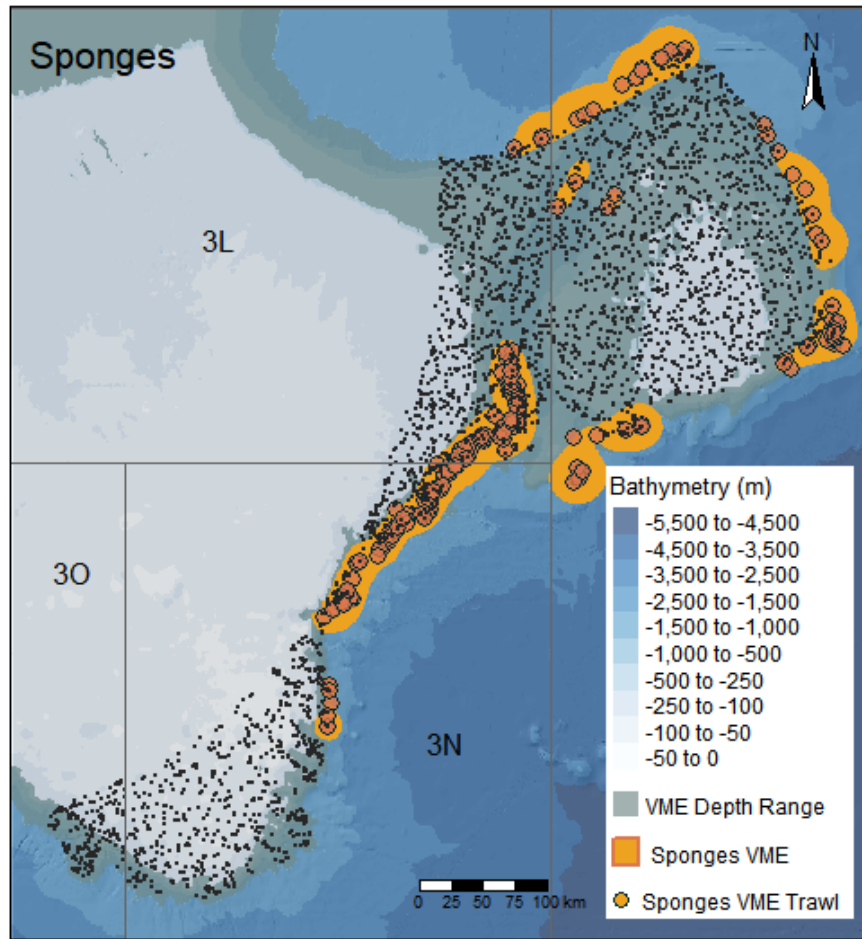 Sponges
N
3L
3O
3N
Bathymetry (m)
-5,500 to -4,500
-4,500 to -3,500
-3,500 to -2,500
-2,500 to -1,500
-1,500 to -1,000
-1,000 to -500
-500 to -250
-250 to -100
-100 to -50
-50 to 0
VME Depth Range
Sponges VME
Sponges VME Trawl
0 25 50 75 100 km